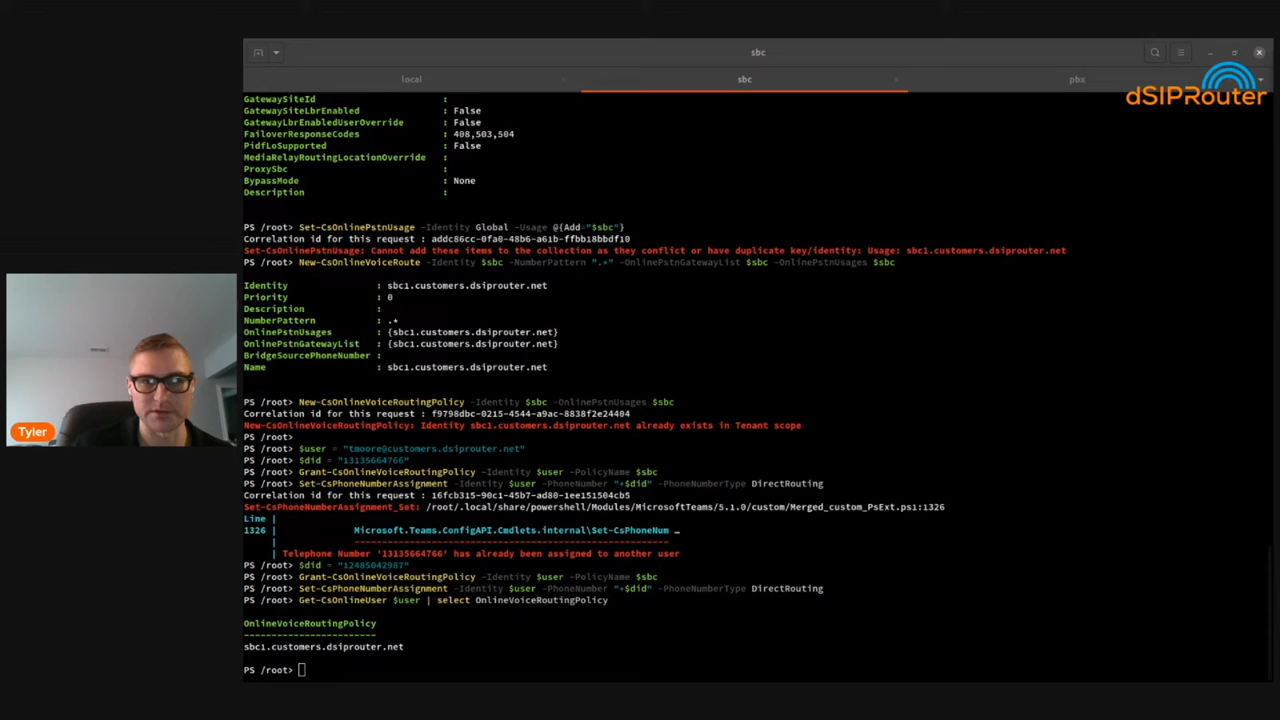 sbc
local
sbc
pbx
dSIPRouter
GatewaySiteId :
GatewaySiteLbrEnabled : False
GatewayLbrEnabledUserOverride : False
FailoverResponseCodes : 408,503,504
PidfLoSupported : False
MediaRelayRoutingLocationOverride :
ProxySbc :
BypassMode : None
Description :
PS /root> Set-CsOnlinePstnUsage -Identity Global -Usage @{Add="$sbc"}
Correlation id for this request : addc86cc-0fa0-48b6-a61b-ffbb18bbdf10
Set-CsOnlinePstnUsage: Cannot add these items to the collection as they conflict or have duplicate key/identity: Usage: sbc1.customers.dsiprouter.net
PS /root> New-CsOnlineVoiceRoute -Identity $sbc -NumberPattern ".*" -OnlinePstnGatewayList $sbc -OnlinePstnUsages $sbc
Identity : sbc1.customers.dsiprouter.net
Priority : 0
Description :
NumberPattern : .*
OnlinePstnUsages : {sbc1.customers.dsiprouter.net}
OnlinePstnGatewayList : {sbc1.customers.dsiprouter.net}
BridgeSourcePhoneNumber :
Name : sbc1.customers.dsiprouter.net
PS /root> New-CsOnlineVoiceRoutingPolicy -Identity $sbc -OnlinePstnUsages $sbc
Correlation id for this request : f9798dbc-0215-4544-a9ac-8838f2e24404
New-CsOnlineVoiceRoutingPolicy: Identity sbc1.customers.dsiprouter.net already exists in Tenant scope
PS /root>
PS /root> $user = "tmoore@customers.dsiprouter.net"
PS /root> $did = "13135664766"
PS /root> Grant-CsOnlineVoiceRoutingPolicy -Identity $user -PolicyName $sbc
PS /root> Set-CsPhoneNumberAssignment -Identity $user -PhoneNumber "+$did" -PhoneNumberType DirectRouting
Correlation id for this request : 16fcb315-90c1-45b7-ad80-1ee151504cb5
Set-CsPhoneNumberAssignment_Set: /root/.local/share/powershell/Modules/MicrosoftTeams/5.1.0/custom/Merged_custom_PsExt.ps1:1326
Line |
1326 | Microsoft.Teams.ConfigAPI.Cmdlets.internal\Set-CsPhoneNum …
| ~~~~~~~~~~~~~~~~~~~~~~~~~~~~~~~~~~~~~~~~~~~~~~~~~~~~~~~~~
| Telephone Number '13135664766' has already been assigned to another user
PS /root> $did = "12485042987"
PS /root> Grant-CsOnlineVoiceRoutingPolicy -Identity $user -PolicyName $sbc
PS /root> Set-CsPhoneNumberAssignment -Identity $user -PhoneNumber "+$did" -PhoneNumberType DirectRouting
PS /root> Get-CsOnlineUser $user | select OnlineVoiceRoutingPolicy
OnlineVoiceRoutingPolicy
------------------------
sbc1.customers.dsiprouter.net
PS /root>
Tyler